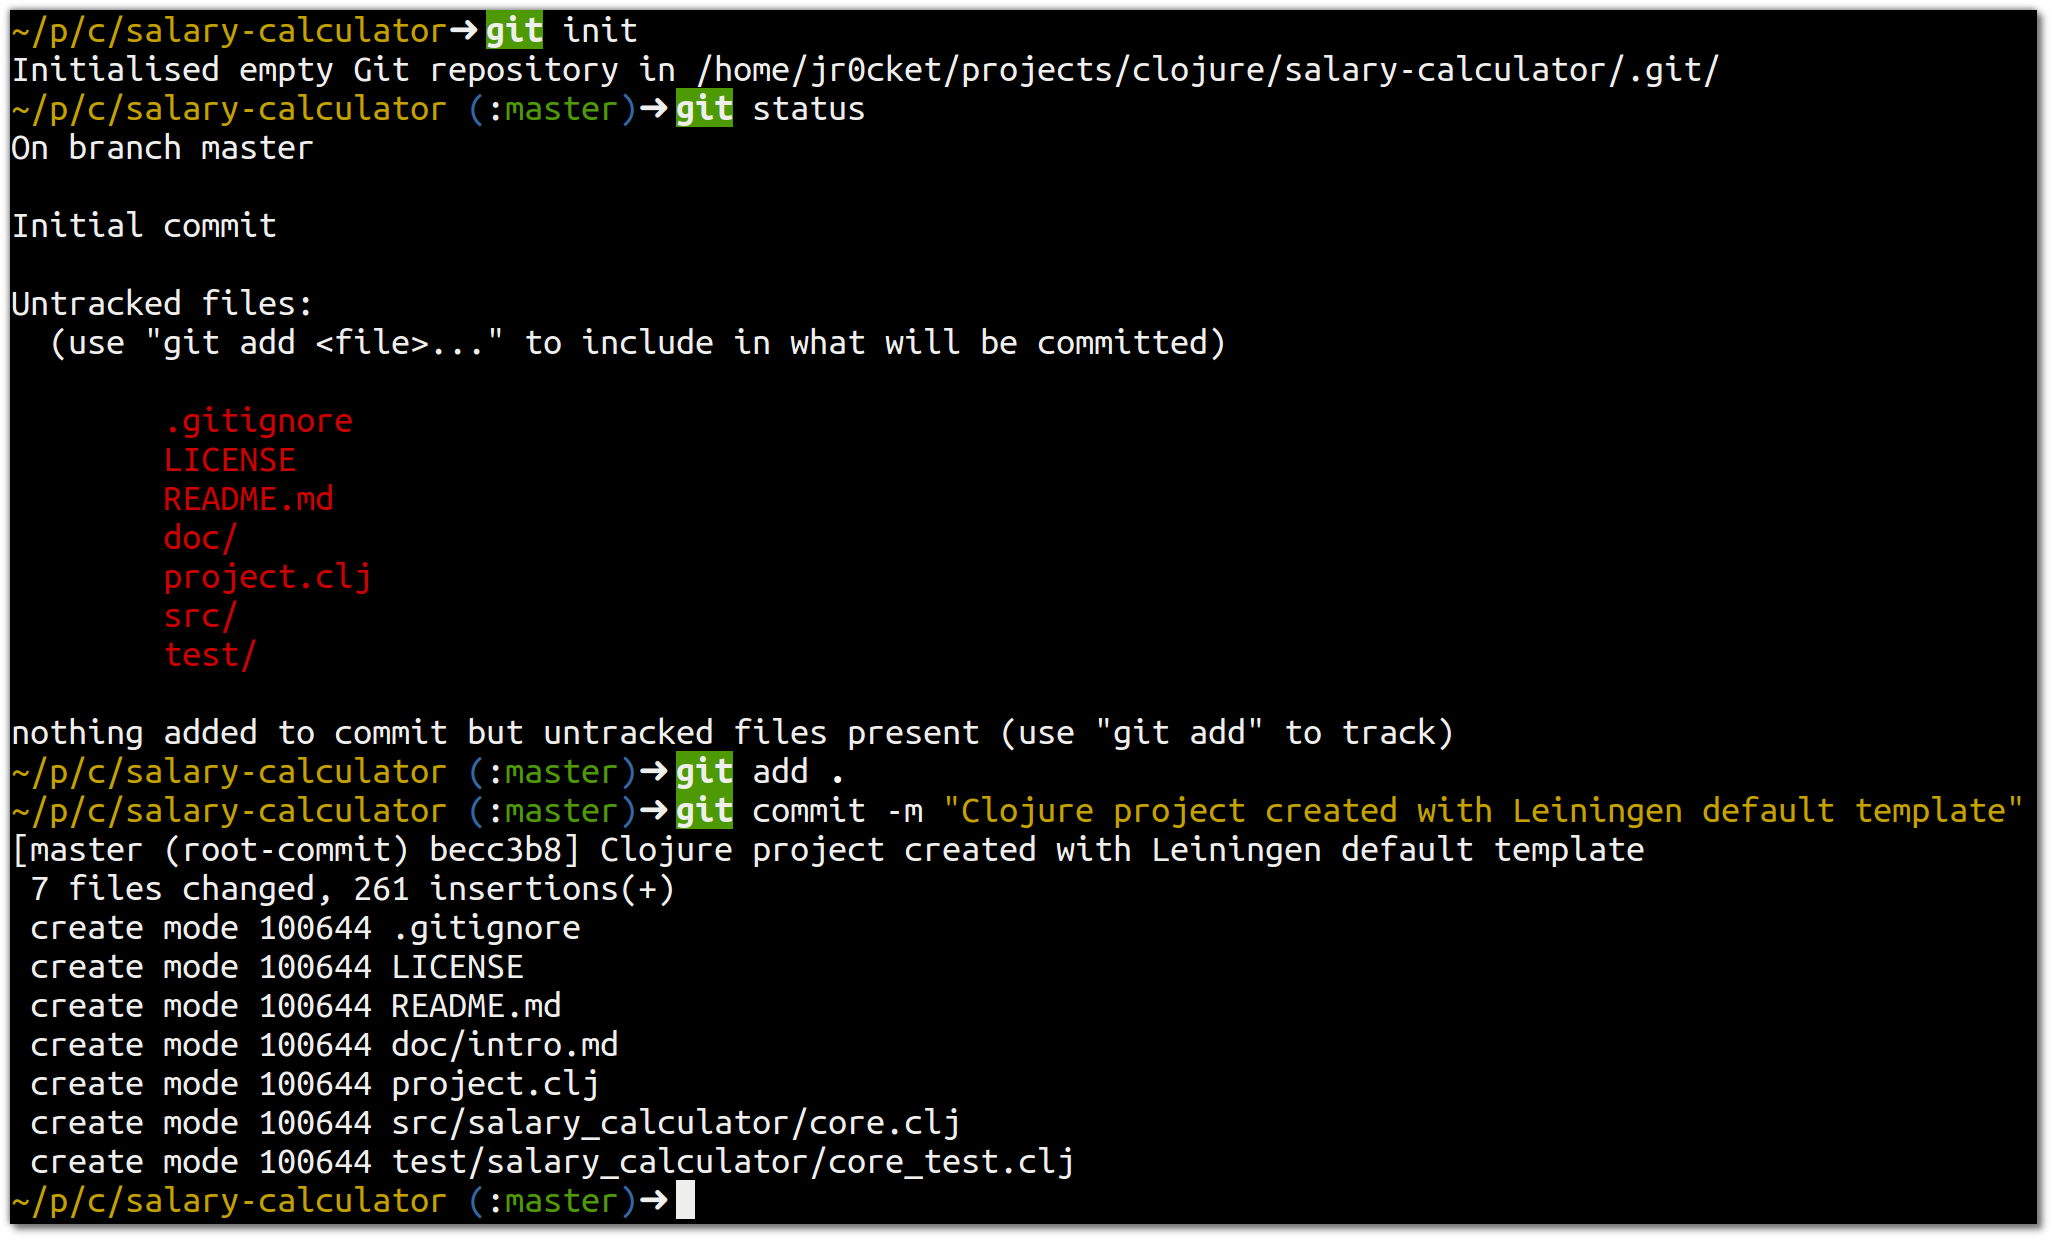 ~/p/c/salary-calculator➜git init
Initialised empty Git repository in /home/jr0cket/projects/clojure/salary-calculator/.git/
~/p/c/salary-calculator (:master)➜git status
On branch master

Initial commit

Untracked files:
  (use "git add <file>..." to include in what will be committed)

        .gitignore
        LICENSE
        README.md
        doc/
        project.clj
        src/
        test/

nothing added to commit but untracked files present (use "git add" to track)
~/p/c/salary-calculator (:master)➜git add .
~/p/c/salary-calculator (:master)➜git commit -m "Clojure project created with Leiningen default template"
[master (root-commit) becc3b8] Clojure project created with Leiningen default template
 7 files changed, 261 insertions(+)
 create mode 100644 .gitignore
 create mode 100644 LICENSE
 create mode 100644 README.md
 create mode 100644 doc/intro.md
 create mode 100644 project.clj
 create mode 100644 src/salary_calculator/core.clj
 create mode 100644 test/salary_calculator/core_test.clj
~/p/c/salary-calculator (:master)➜